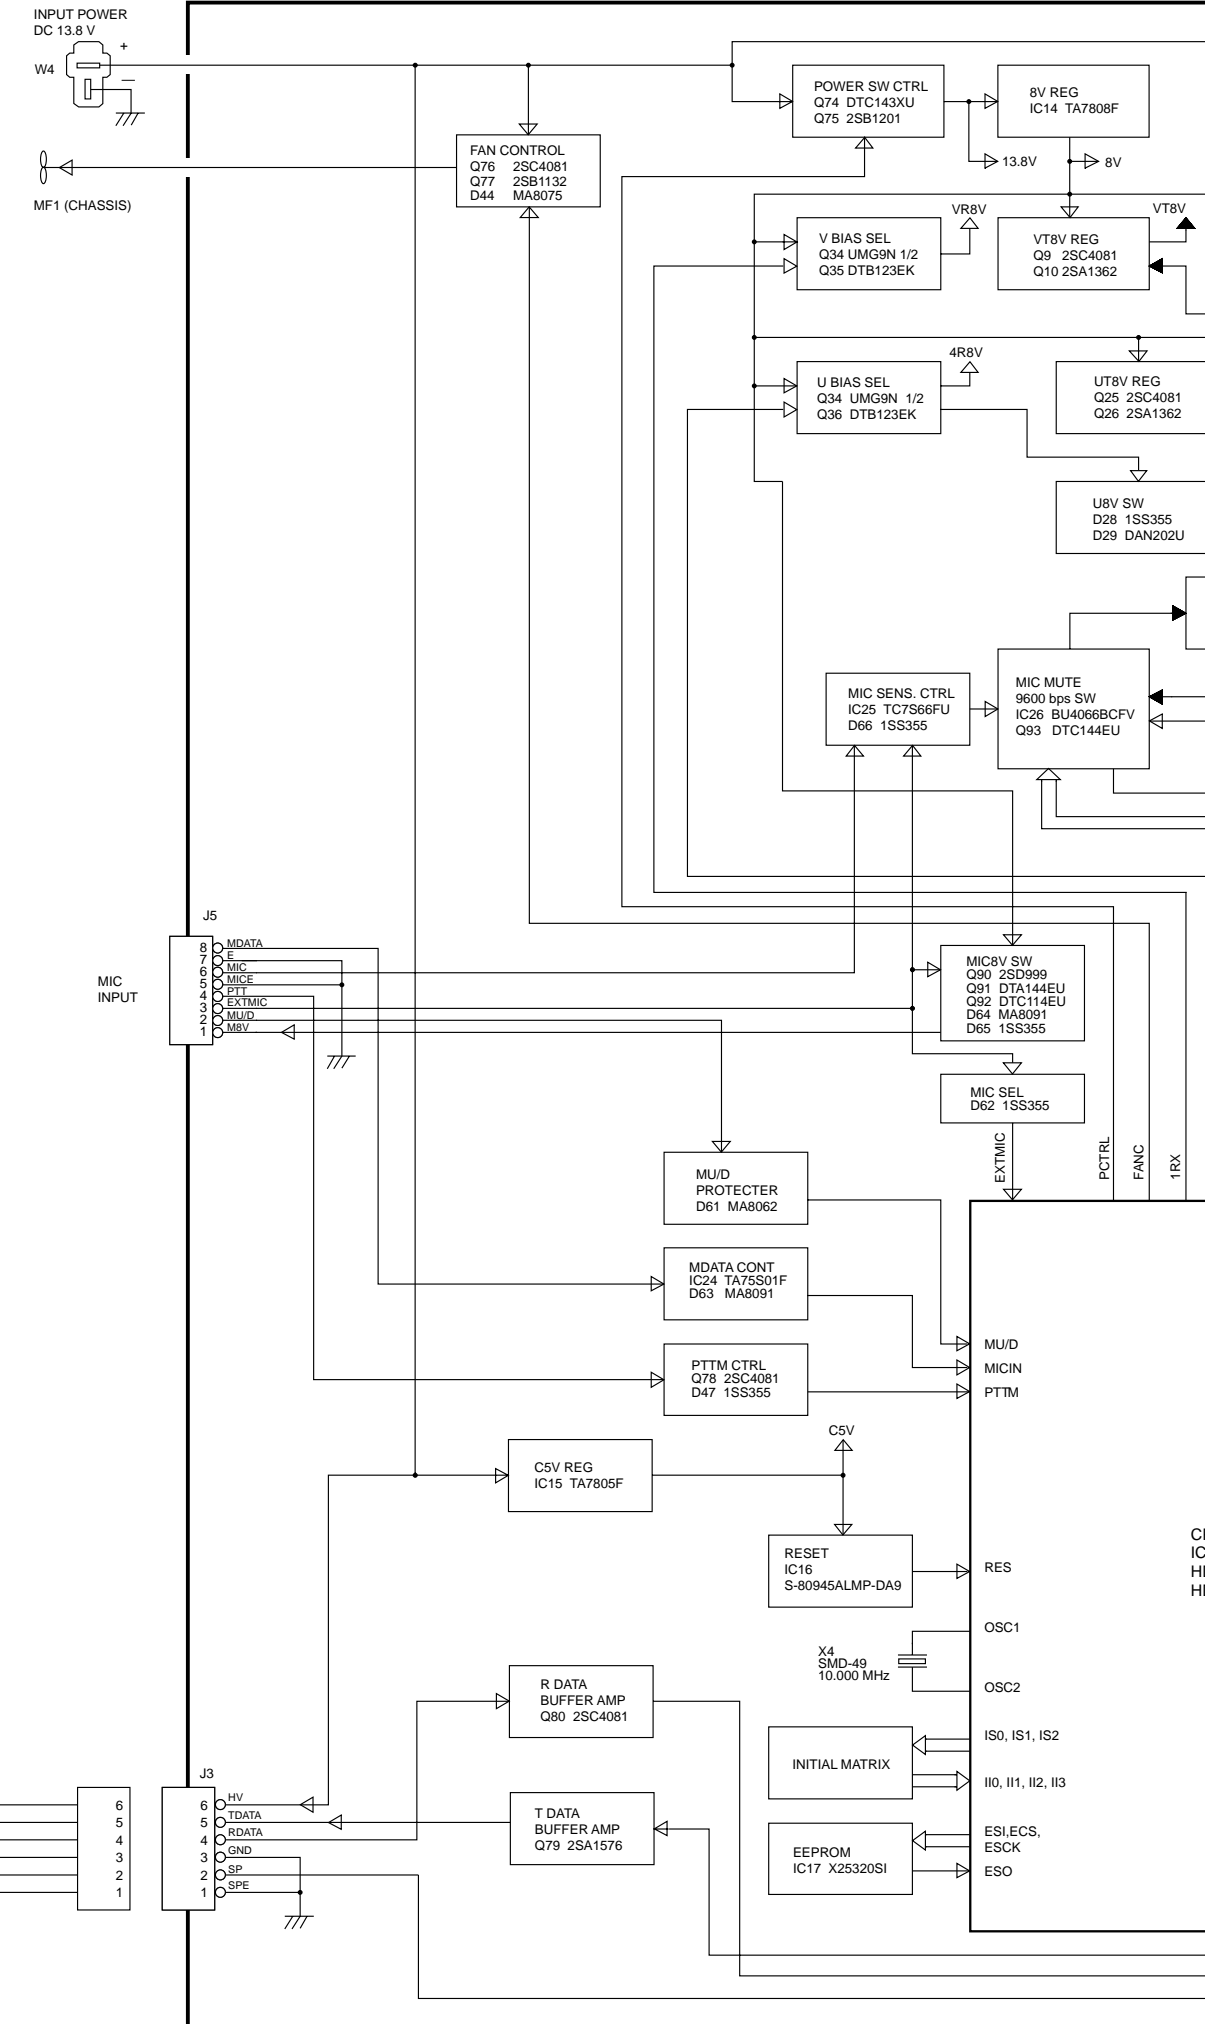 INPUT POWER
DC 13.8 V
+
W4
−
MF1 (CHASSIS)
FAN CONTROL
Q76 2SC4081
Q77 2SB1132
D44 MA8075
POWER SW CTRL
Q74 DTC143XU
Q75 2SB1201
8V REG
IC14 TA7808F
13.8V
8V
VR8V
VT8V
V BIAS SEL
Q34 UMG9N 1/2
Q35 DTB123EK
VT8V REG
Q9 2SC4081
Q10 2SA1362
4R8V
U BIAS SEL
Q34 UMG9N 1/2
Q36 DTB123EK
UT8V REG
Q25 2SC4081
Q26 2SA1362
U8V SW
D28 1SS355
D29 DAN202U
MIC SENS. CTRL
IC25 TC7S66FU
D66 1SS355
MIC MUTE
9600 bps SW
IC26 BU4066BCFV
Q93 DTC144EU
J5
MIC
INPUT
8 MDATA
7 E
6 MIC
5 MICE
4 PTT
3 EXTMIC
2 MU/D
1 M8V
MIC8V SW
Q90 2SD999
Q91 DTA144EU
Q92 DTC114EU
D64 MA8091
D65 1SS355
MIC SEL
D62 1SS355
EXTMIC
PCTRL
FANC
1RX
MU/D
PROTECTER
D61 MA8062
MDATA CONT
IC24 TA75S01F
D63 MA8091
PTTM CTRL
Q78 2SC4081
D47 1SS355
MU/D
MICIN
PTTM
C5V
C5V REG
IC15 TA7805F
RESET
IC16
S-80945ALMP-DA9
RES
IC
OSC1
X4
SMD-49
10.000 MHz
OSC2
R DATA
BUFFER AMP
Q80 2SC4081
INITIAL MATRIX
IS0, IS1, IS2
II0, II1, II2, II3
J3
6
5
4
3
2
1
6 HV
5 TDATA
4 RDATA
3 GND
2 SP
1 SPE
T DATA
BUFFER AMP
Q79 2SA1576
EEPROM
IC17 X25320SI
ESI,ECS,
ESCK
ESO